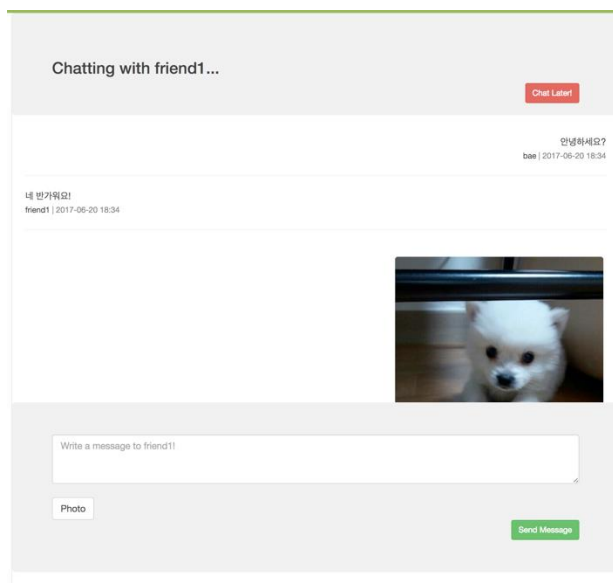 Chatting with friend1...
Chat Later!
안녕하세요?
bae | 2017-06-20 18:34
네 반가워요!
friend1 | 2017-06-20 18:34
Write a message to friend1!
Photo
Send Message